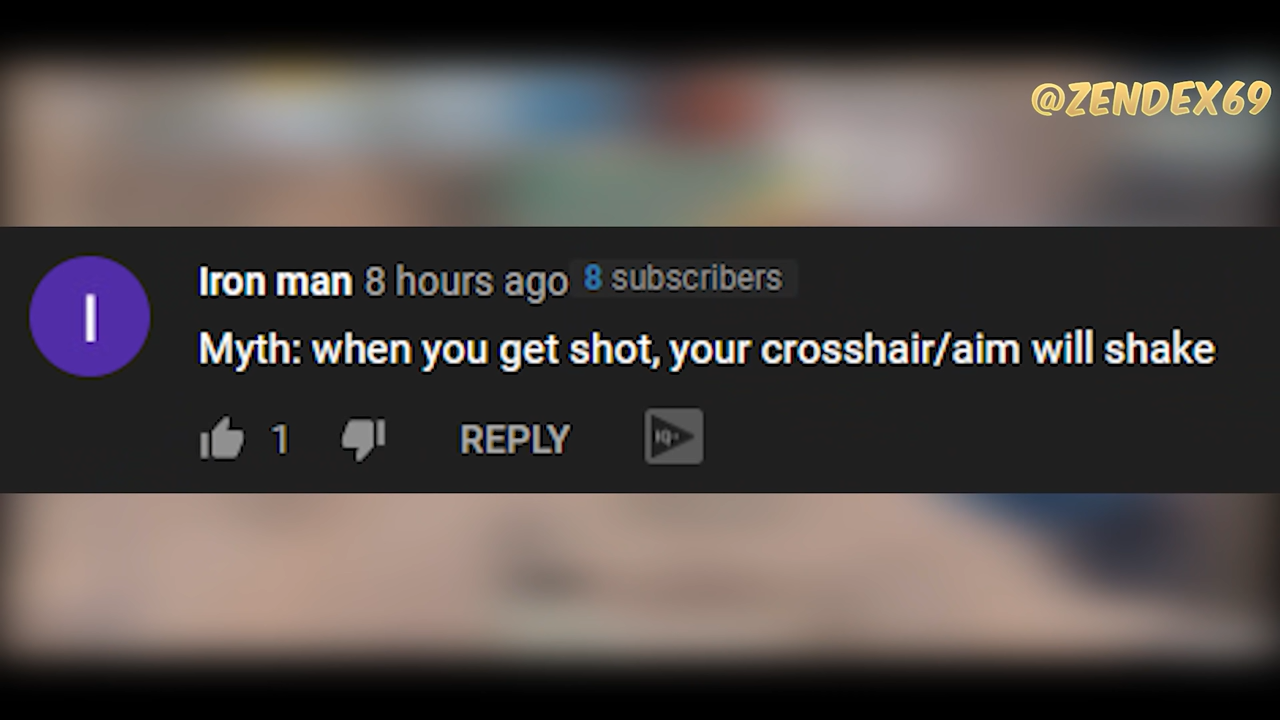 @ZENDEX69
Iron man 8 hours ago 8 subscribers
I
Myth: when you get shot, your crosshair/aim will shake
1 REPLY IQ